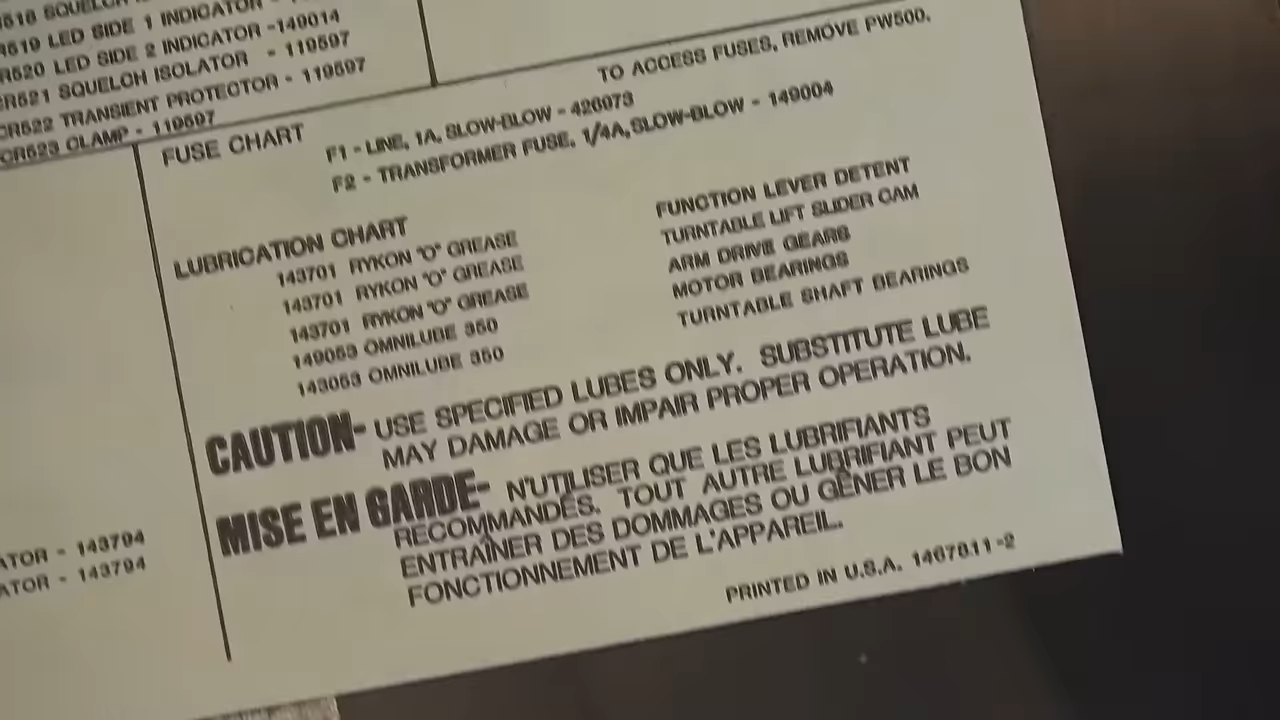 518 SQUELCH
R519 LED SIDE 1 INDICATOR -
CR520 LED SIDE 2 INDICATOR -149014
CR521 SQUELCH ISOLATOR - 119597
CR522 TRANSIENT PROTECTOR - 119597
CR523 CLAMP - 119597
TO ACCESS FUSES, REMOVE PW500.
FUSE CHART
F1 - LINE, 1A, SLOW-BLOW - 426073
F2 - TRANSFORMER FUSE, 1/4A, SLOW-BLOW - 149004
LUBRICATION CHART
143701 RYKON "O" GREASE FUNCTION LEVER DETENT
143701 RYKON "O" GREASE TURNTABLE LIFT SLIDER CAM
143701 RYKON "O" GREASE ARM DRIVE GEARS
149053 OMNILUBE 350 MOTOR BEARINGS
143053 OMNILUBE 350 TURNTABLE SHAFT BEARINGS
CAUTION- USE SPECIFIED LUBES ONLY. SUBSTITUTE LUBE
MAY DAMAGE OR IMPAIR PROPER OPERATION.
MISE EN GARDE- N'UTILISER QUE LES LUBRIFIANTS
RECOMMANDÉS. TOUT AUTRE LUBRIFIANT PEUT
ENTRAÎNER DES DOMMAGES OU GÊNER LE BON
FONCTIONNEMENT DE L'APPAREIL.
ATOR - 143794
ATOR - 143794
PRINTED IN U.S.A. 1467811-2